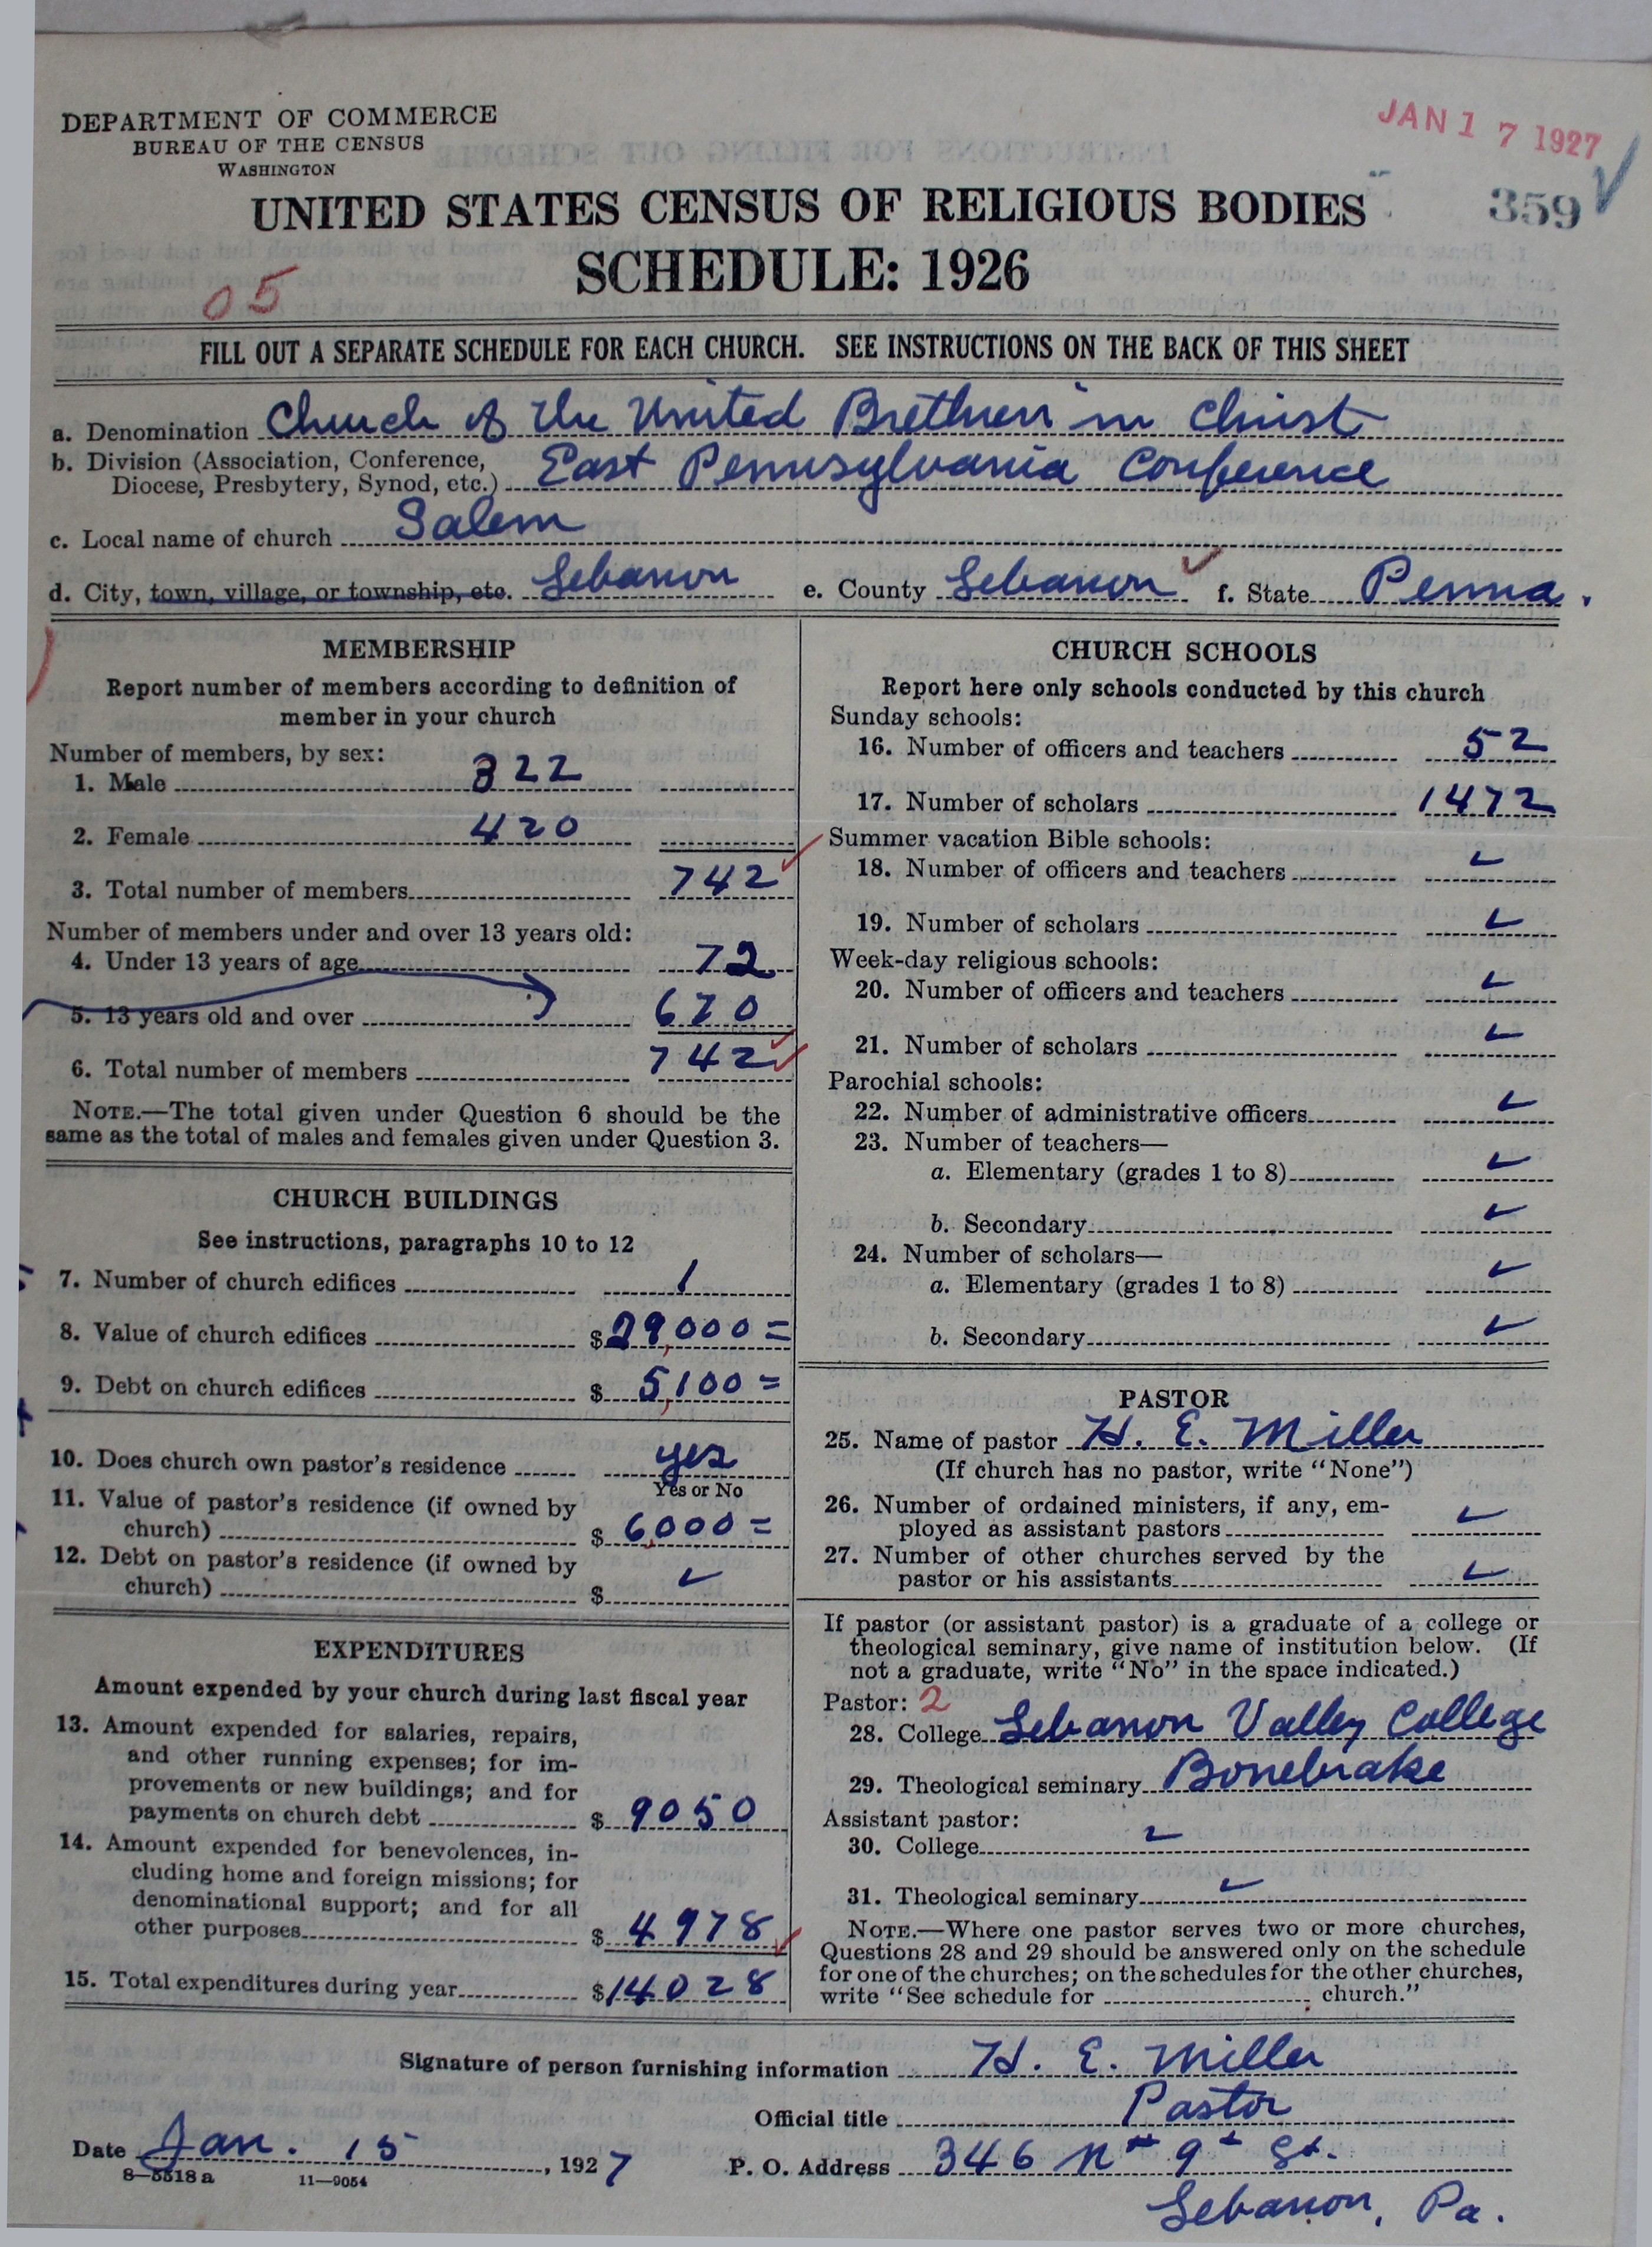 DEPARTMENT OF COMMERCE
BUREAU OF THE CENSUS
WASHINGTON
JAN 17 1927
359
UNITED STATES CENSUS OF RELIGIOUS BODIES
SCHEDULE: 1926
05
FILL OUT A SEPARATE SCHEDULE FOR EACH CHURCH. SEE INSTRUCTIONS ON THE BACK OF THIS SHEET
a. Denomination Church of the United Brethren in Christ
b. Division (Association, Conference, Diocese, Presbytery, Synod, etc.) East Pennsylvania Conference
c. Local name of church Salem
d. City, town, village, or township, etc. Lebanon e. County Lebanon f. State Penna.
MEMBERSHIP
Report number of members according to definition of
member in your church
Number of members, by sex:
1. Male 322
2. Female 420
3. Total number of members 742
Number of members under and over 13 years old:
4. Under 13 years of age 72
5. 13 years old and over 670
6. Total number of members 742
NOTE.—The total given under Question 6 should be the
same as the total of males and females given under Question 3.
CHURCH BUILDINGS
See instructions, paragraphs 10 to 12
7. Number of church edifices 1
8. Value of church edifices $29,000=
9. Debt on church edifices $5,100=
10. Does church own pastor's residence yes
Yes or No
11. Value of pastor's residence (if owned by
church) $6,000=
12. Debt on pastor's residence (if owned by
church) $ ✓
EXPENDITURES
Amount expended by your church during last fiscal year
13. Amount expended for salaries, repairs,
and other running expenses; for im-
provements or new buildings; and for
payments on church debt $9050
14. Amount expended for benevolences, in-
cluding home and foreign missions; for
denominational support; and for all
other purposes $4978
15. Total expenditures during year $14028
CHURCH SCHOOLS
Report here only schools conducted by this church
Sunday schools:
16. Number of officers and teachers 52
17. Number of scholars 1472
Summer vacation Bible schools:
18. Number of officers and teachers ✓
19. Number of scholars ✓
Week-day religious schools:
20. Number of officers and teachers ✓
21. Number of scholars ✓
Parochial schools:
22. Number of administrative officers ✓
23. Number of teachers—
a. Elementary (grades 1 to 8) ✓
b. Secondary ✓
24. Number of scholars—
a. Elementary (grades 1 to 8) ✓
b. Secondary ✓
PASTOR
25. Name of pastor H. E. Miller
(If church has no pastor, write "None")
26. Number of ordained ministers, if any, em-
ployed as assistant pastors ✓
27. Number of other churches served by the
pastor or his assistants ✓
If pastor (or assistant pastor) is a graduate of a college or
theological seminary, give name of institution below. (If
not a graduate, write "No" in the space indicated.)
Pastor: 2
28. College Lebanon Valley College
29. Theological seminary Bonebrake
Assistant pastor:
30. College ✓
31. Theological seminary ✓
NOTE.—Where one pastor serves two or more churches,
Questions 28 and 29 should be answered only on the schedule
for one of the churches; on the schedules for the other churches,
write "See schedule for church."
Signature of person furnishing information H. E. Miller
Official title Pastor
Date Jan. 15, 1927 P. O. Address 346 Nth 9th St.
8—5518 a 11—9054
Lebanon, Pa.